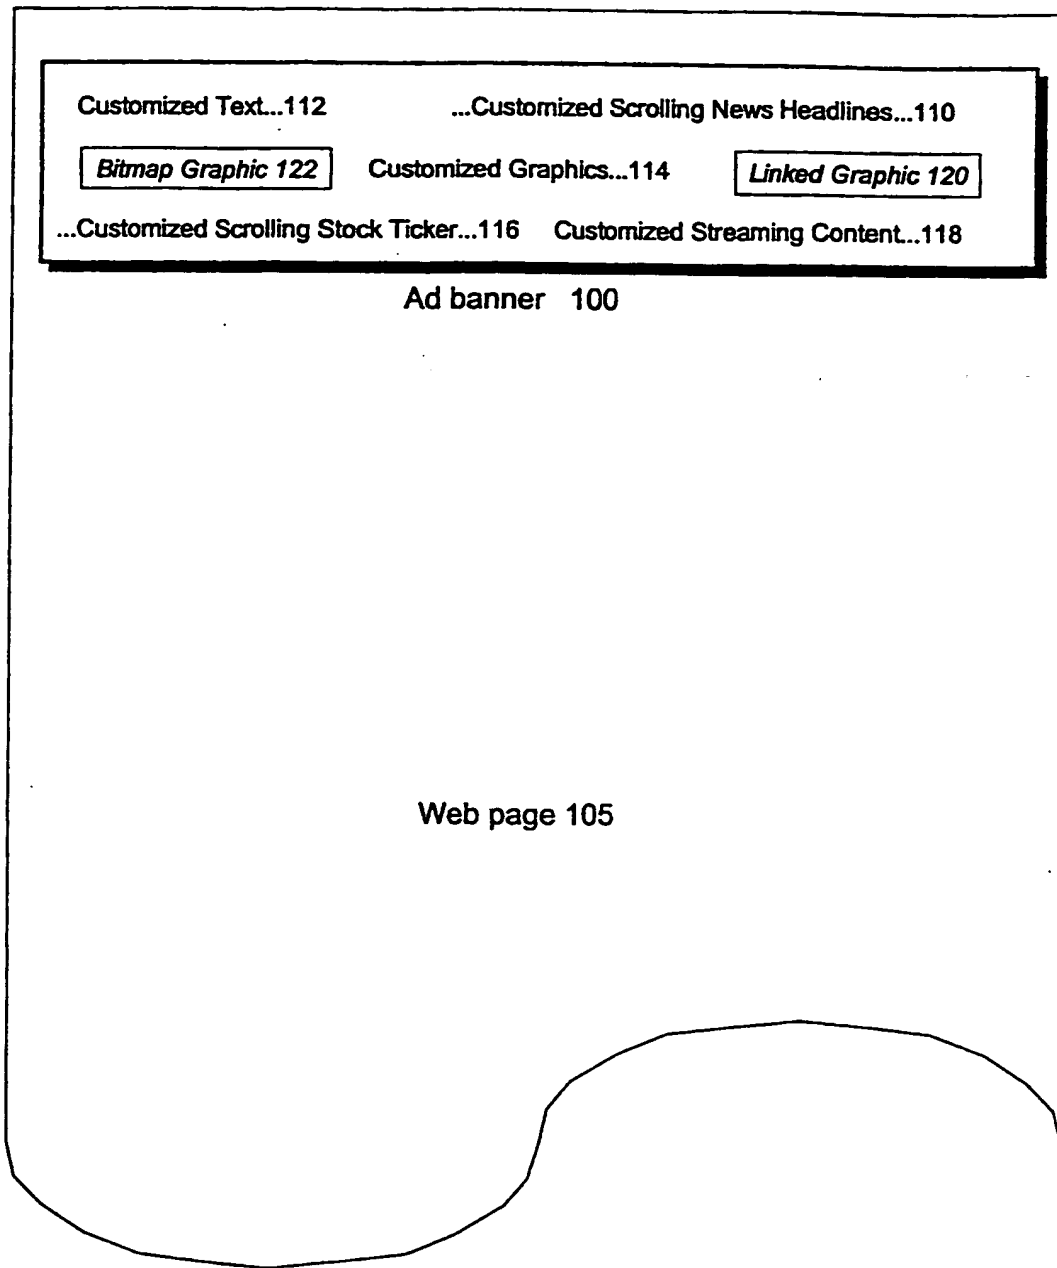 Customized Text...112 ...Customized Scrolling News Headlines...110
Bitmap Graphic 122 Customized Graphics...114 Linked Graphic 120
...Customized Scrolling Stock Ticker...116 Customized Streaming Content...118
Ad banner 100
Web page 105